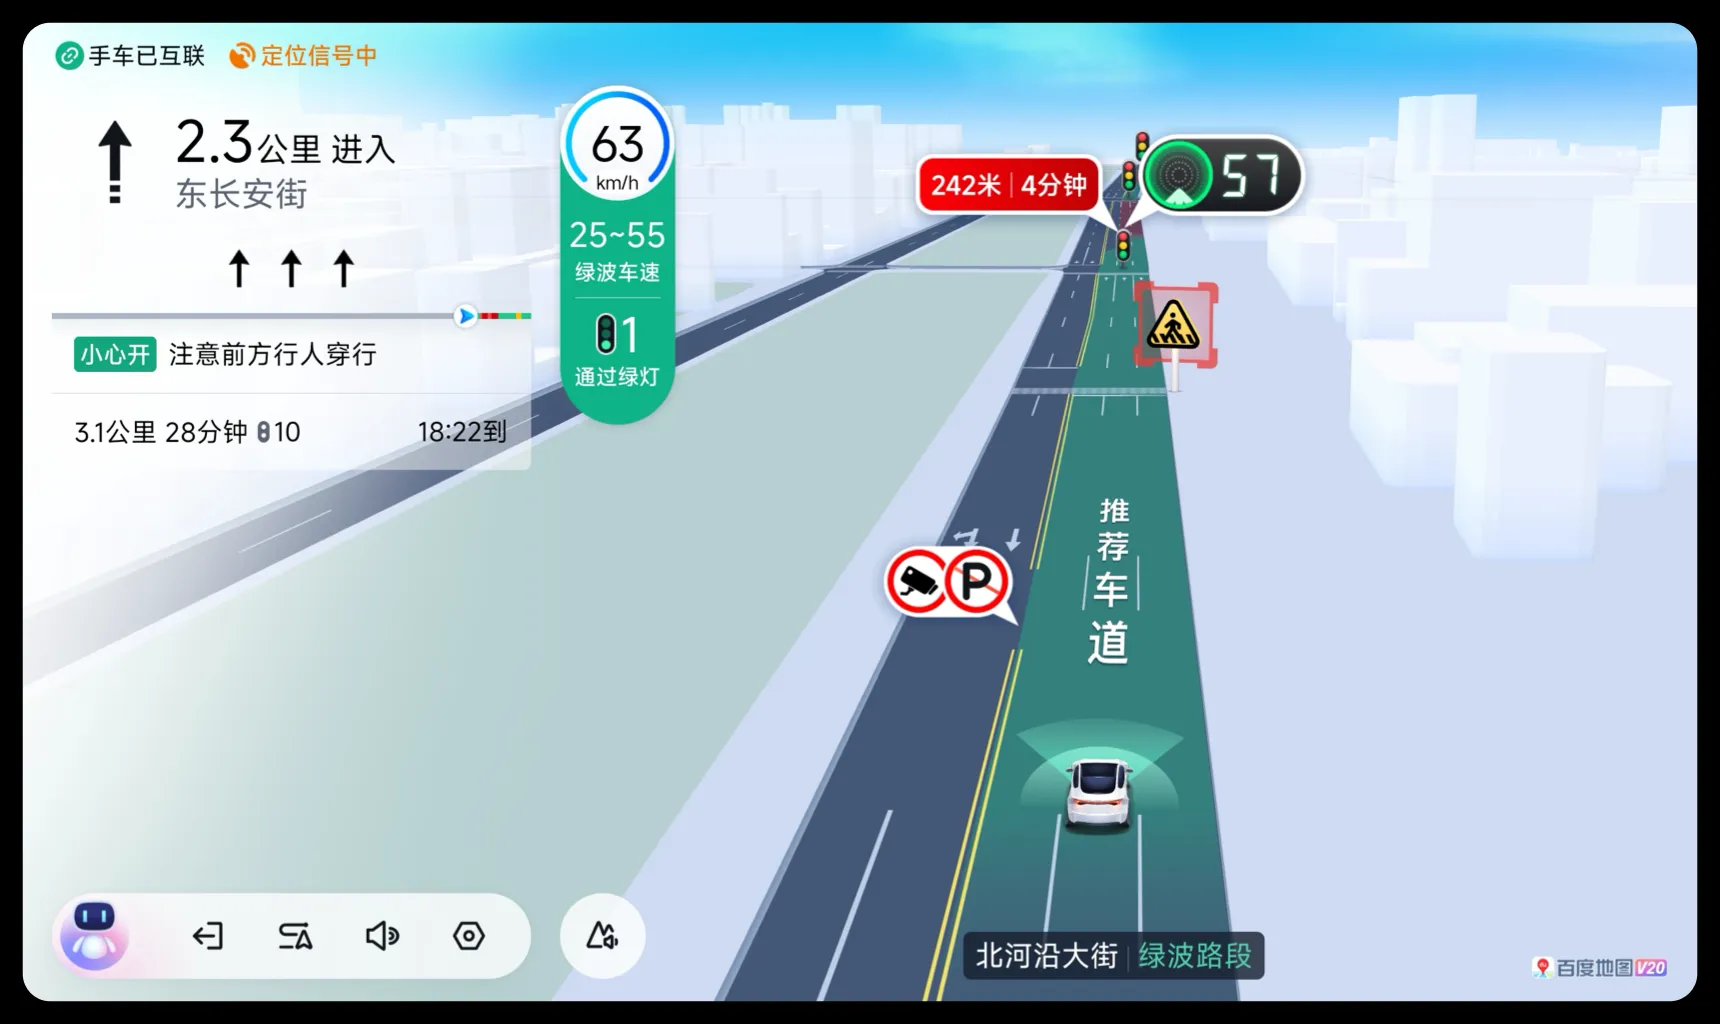 手车已互联 定位信号中
2.3公里 进入
东长安街
小心开 注意前方行人穿行
3.1公里 28分钟 10 18:22到
63
km/h
25~55
绿波车速
1
通过绿灯
242米 | 4分钟
57
P
推荐车道
北河沿大街 | 绿波路段
百度地图 V20